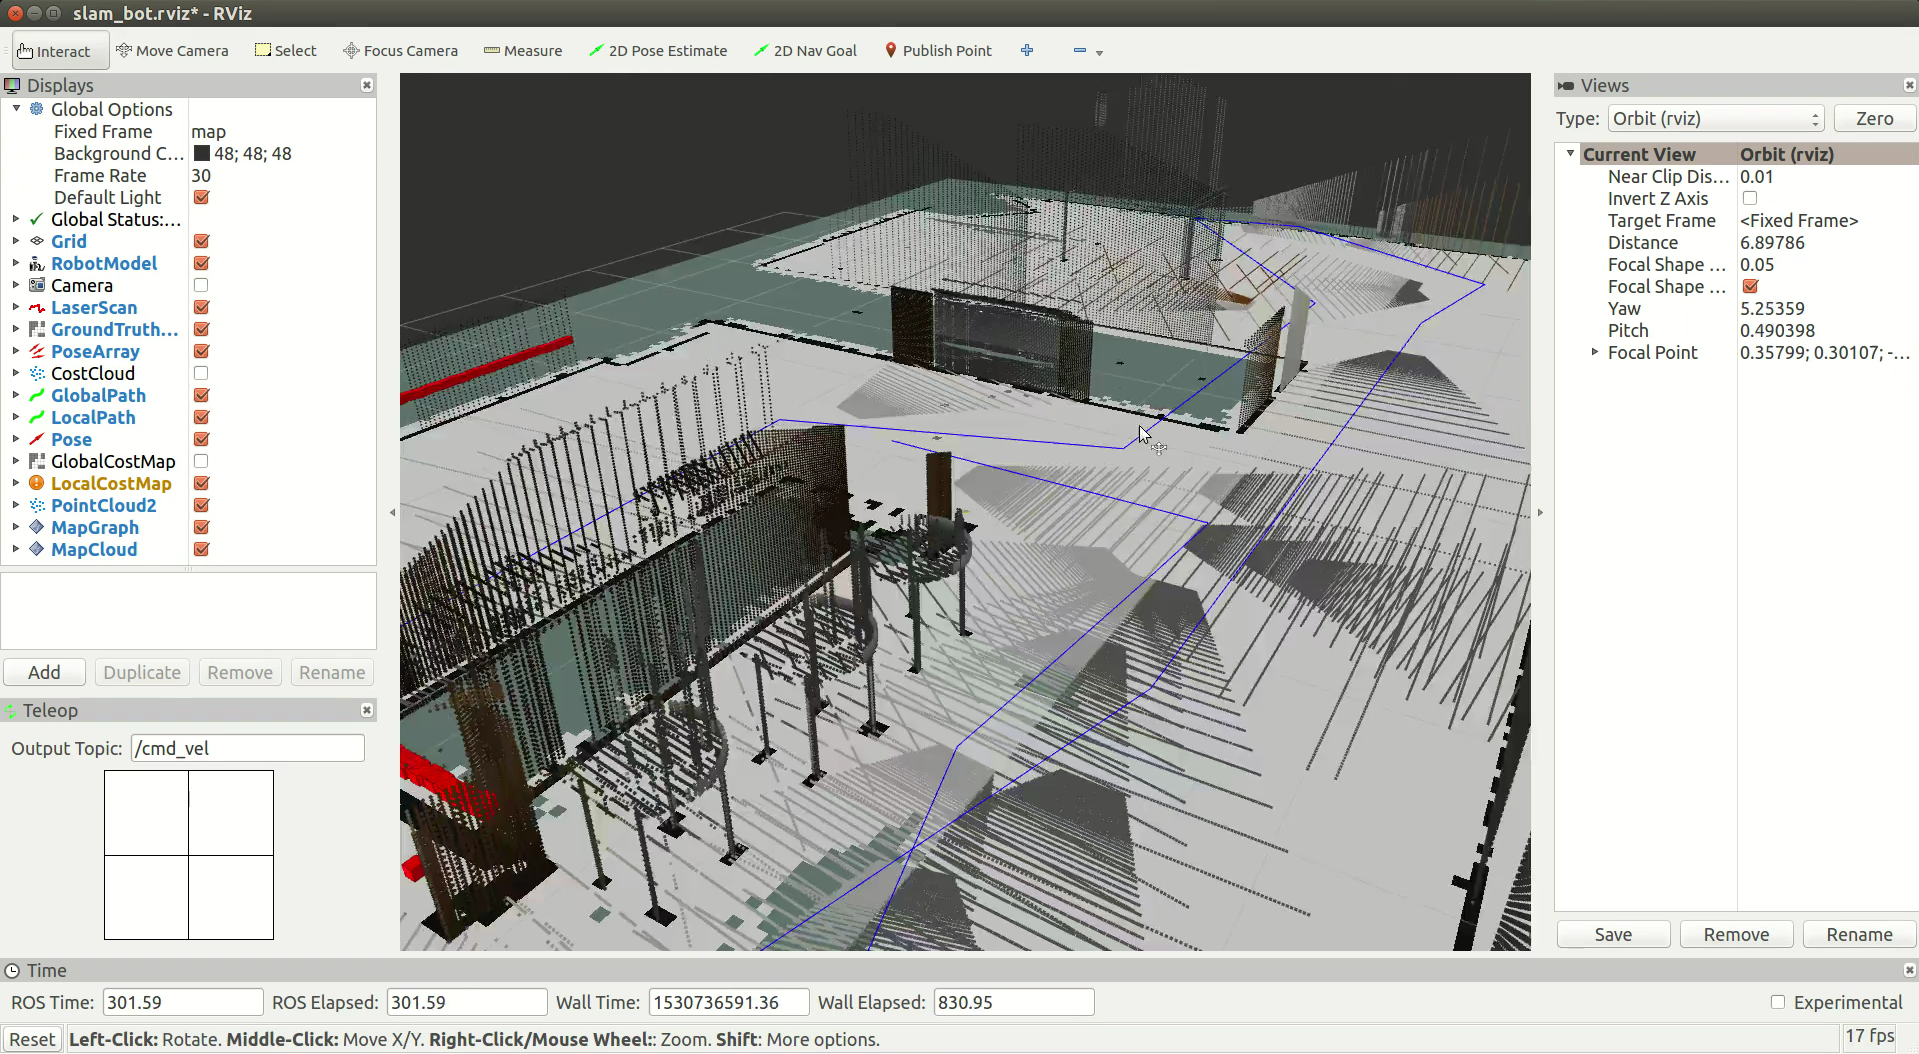 slam_bot.rviz* - RViz
Interact Move Camera Select Focus Camera Measure 2D Pose Estimate 2D Nav Goal Publish Point
Displays
Global Options
Fixed Frame map
Background C... 48; 48; 48
Frame Rate 30
Default Light
Global Status:...
Grid
RobotModel
Camera
LaserScan
GroundTruth...
PoseArray
CostCloud
GlobalPath
LocalPath
Pose
GlobalCostMap
LocalCostMap
PointCloud2
MapGraph
MapCloud
Add Duplicate Remove Rename
Teleop
Output Topic: /cmd_vel
Views
Type: Orbit (rviz) Zero
Current View Orbit (rviz)
Near Clip Dis... 0.01
Invert Z Axis
Target Frame <Fixed Frame>
Distance 6.89786
Focal Shape ... 0.05
Focal Shape ...
Yaw 5.25359
Pitch 0.490398
Focal Point 0.35799; 0.30107; -...
Save Remove Rename
Time
ROS Time: 301.59 ROS Elapsed: 301.59 Wall Time: 1530736591.36 Wall Elapsed: 830.95 Experimental
Reset Left-Click: Rotate. Middle-Click: Move X/Y. Right-Click/Mouse Wheel:: Zoom. Shift: More options. 17 fps